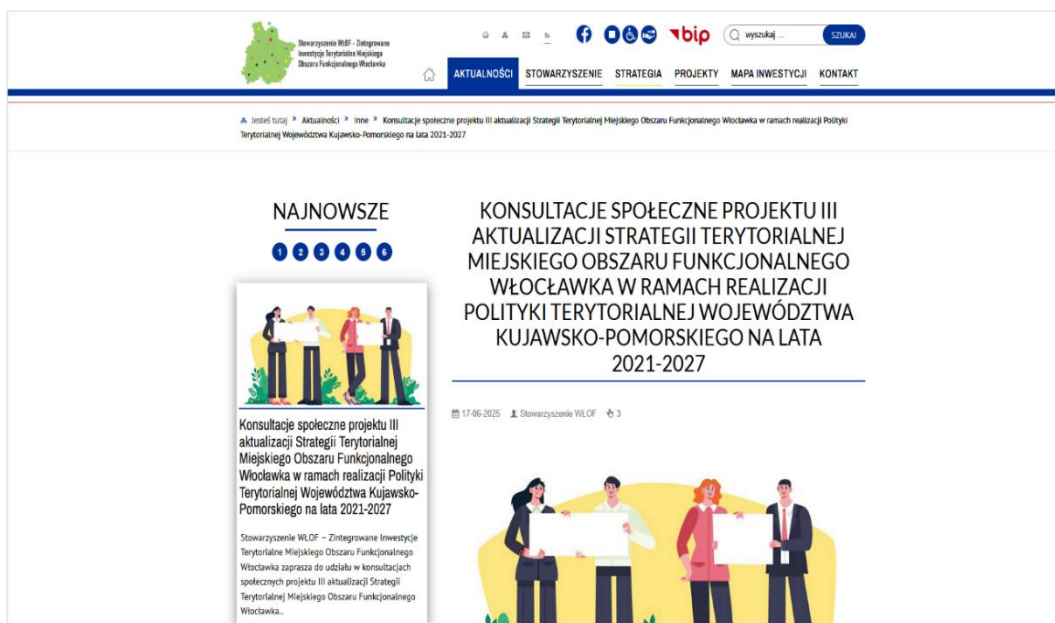 Stowarzyszenie WŁOF - Zintegrowane
Inwestycje Terytorialne Miejskiego
Obszaru Funkcjonalnego Włocławka
bip
wyszukaj ...
SZUKAJ
AKTUALNOŚCI STOWARZYSZENIE STRATEGIA PROJEKTY MAPA INWESTYCJI KONTAKT
Jesteś tutaj » Aktualności » Inne » Konsultacje społeczne projektu III aktualizacji Strategii Terytorialnej Miejskiego Obszaru Funkcjonalnego Włocławka w ramach realizacji Polityki
Terytorialnej Województwa Kujawsko-Pomorskiego na lata 2021-2027
NAJNOWSZE
1 2 3 4 5 6
Konsultacje społeczne projektu III
aktualizacji Strategii Terytorialnej
Miejskiego Obszaru Funkcjonalnego
Włocławka w ramach realizacji Polityki
Terytorialnej Województwa Kujawsko-
Pomorskiego na lata 2021-2027
Stowarzyszenie WŁOF – Zintegrowane Inwestycje
Terytorialne Miejskiego Obszaru Funkcjonalnego
Włocławka zaprasza do udziału w konsultacjach
społecznych projektu III aktualizacji Strategii
Terytorialnej Miejskiego Obszaru Funkcjonalnego
Włocławka...
KONSULTACJE SPOŁECZNE PROJEKTU III
AKTUALIZACJI STRATEGII TERYTORIALNEJ
MIEJSKIEGO OBSZARU FUNKCJONALNEGO
WŁOCŁAWKA W RAMACH REALIZACJI
POLITYKI TERYTORIALNEJ WOJEWÓDZTWA
KUJAWSKO-POMORSKIEGO NA LATA
2021-2027
17-06-2025 Stowarzyszenie WŁOF 3